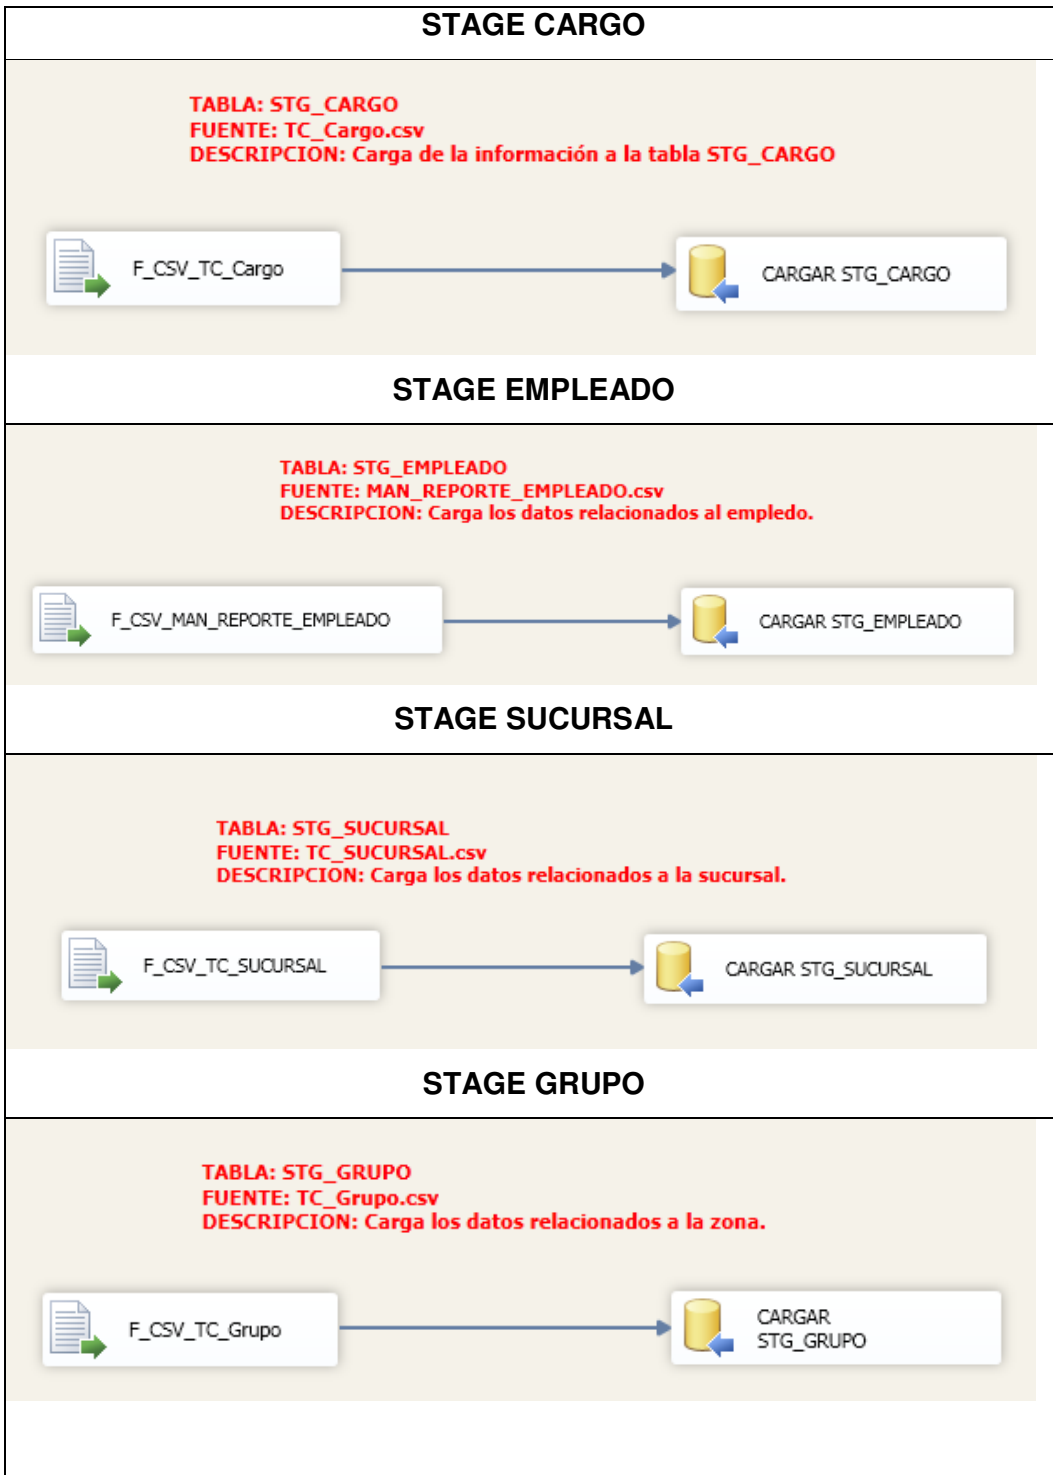 STAGE CARGO
TABLA: STG_CARGO
FUENTE: TC_Cargo.csv
DESCRIPCION: Carga de la información a la tabla STG_CARGO
F_CSV_TC_Cargo
CARGAR STG_CARGO
STAGE EMPLEADO
TABLA: STG_EMPLEADO
FUENTE: MAN_REPORTE_EMPLEADO.csv
DESCRIPCION: Carga los datos relacionados al empledo.
F_CSV_MAN_REPORTE_EMPLEADO
CARGAR STG_EMPLEADO
STAGE SUCURSAL
TABLA: STG_SUCURSAL
FUENTE: TC_SUCURSAL.csv
DESCRIPCION: Carga los datos relacionados a la sucursal.
F_CSV_TC_SUCURSAL
CARGAR STG_SUCURSAL
STAGE GRUPO
TABLA: STG_GRUPO
FUENTE: TC_Grupo.csv
DESCRIPCION: Carga los datos relacionados a la zona.
F_CSV_TC_Grupo
CARGAR
STG_GRUPO